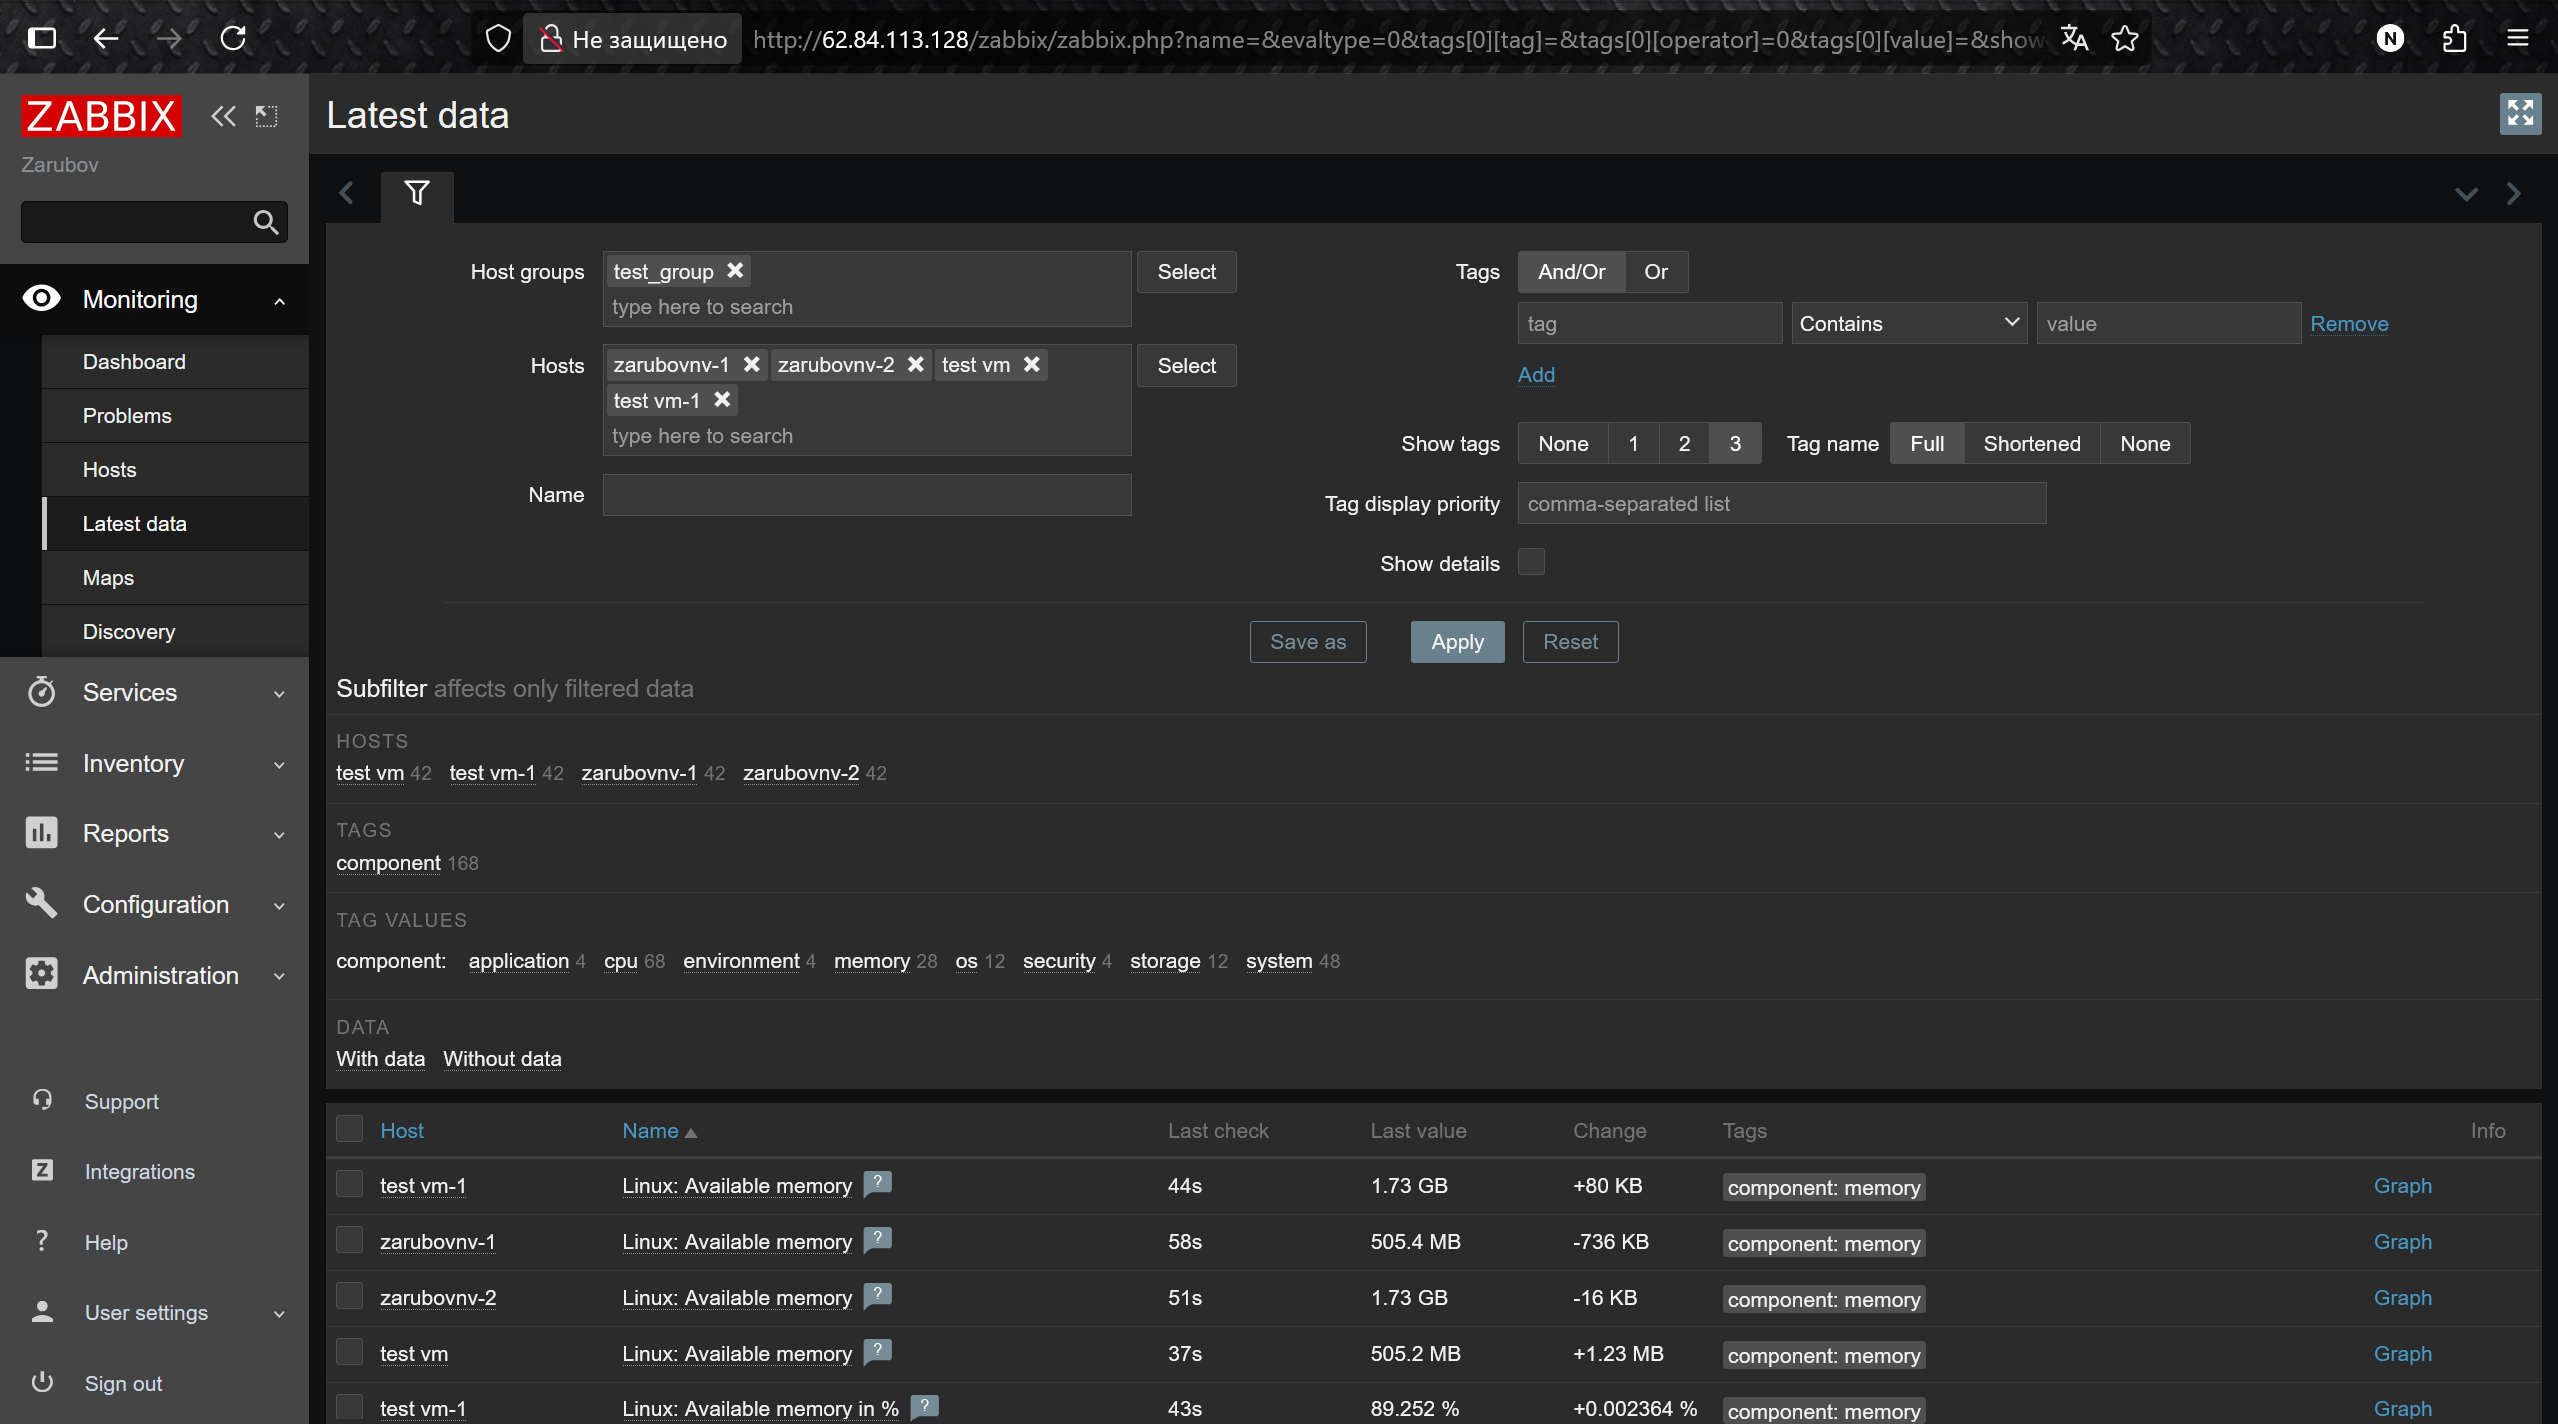 Не защищено http://62.84.113.128/zabbix/zabbix.php?name=&evaltype=0&tags[0][tag]=&tags[0][operator]=0&tags[0][value]=&show
N
ZABBIX
Zarubov
Monitoring
Dashboard
Problems
Hosts
Latest data
Maps
Discovery
Services
Inventory
Reports
Configuration
Administration
Support
Z Integrations
? Help
User settings
Sign out
Latest data
Host groups test_group Select
type here to search
Hosts zarubovnv-1 zarubovnv-2 test vm Select
test vm-1
type here to search
Name
Tags And/Or Or
tag Contains value Remove
Add
Show tags None 1 2 3 Tag name Full Shortened None
Tag display priority comma-separated list
Show details
Save as Apply Reset
Subfilter affects only filtered data
HOSTS
test vm 42 test vm-1 42 zarubovnv-1 42 zarubovnv-2 42
TAGS
component 168
TAG VALUES
component: application 4 cpu 68 environment 4 memory 28 os 12 security 4 storage 12 system 48
DATA
With data Without data
Host Name Last check Last value Change Tags Info
test vm-1 Linux: Available memory ? 44s 1.73 GB +80 KB component: memory Graph
zarubovnv-1 Linux: Available memory ? 58s 505.4 MB -736 KB component: memory Graph
zarubovnv-2 Linux: Available memory ? 51s 1.73 GB -16 KB component: memory Graph
test vm Linux: Available memory ? 37s 505.2 MB +1.23 MB component: memory Graph
test vm-1 Linux: Available memory in % ? 43s 89.252 % +0.002364 % component: memory Graph